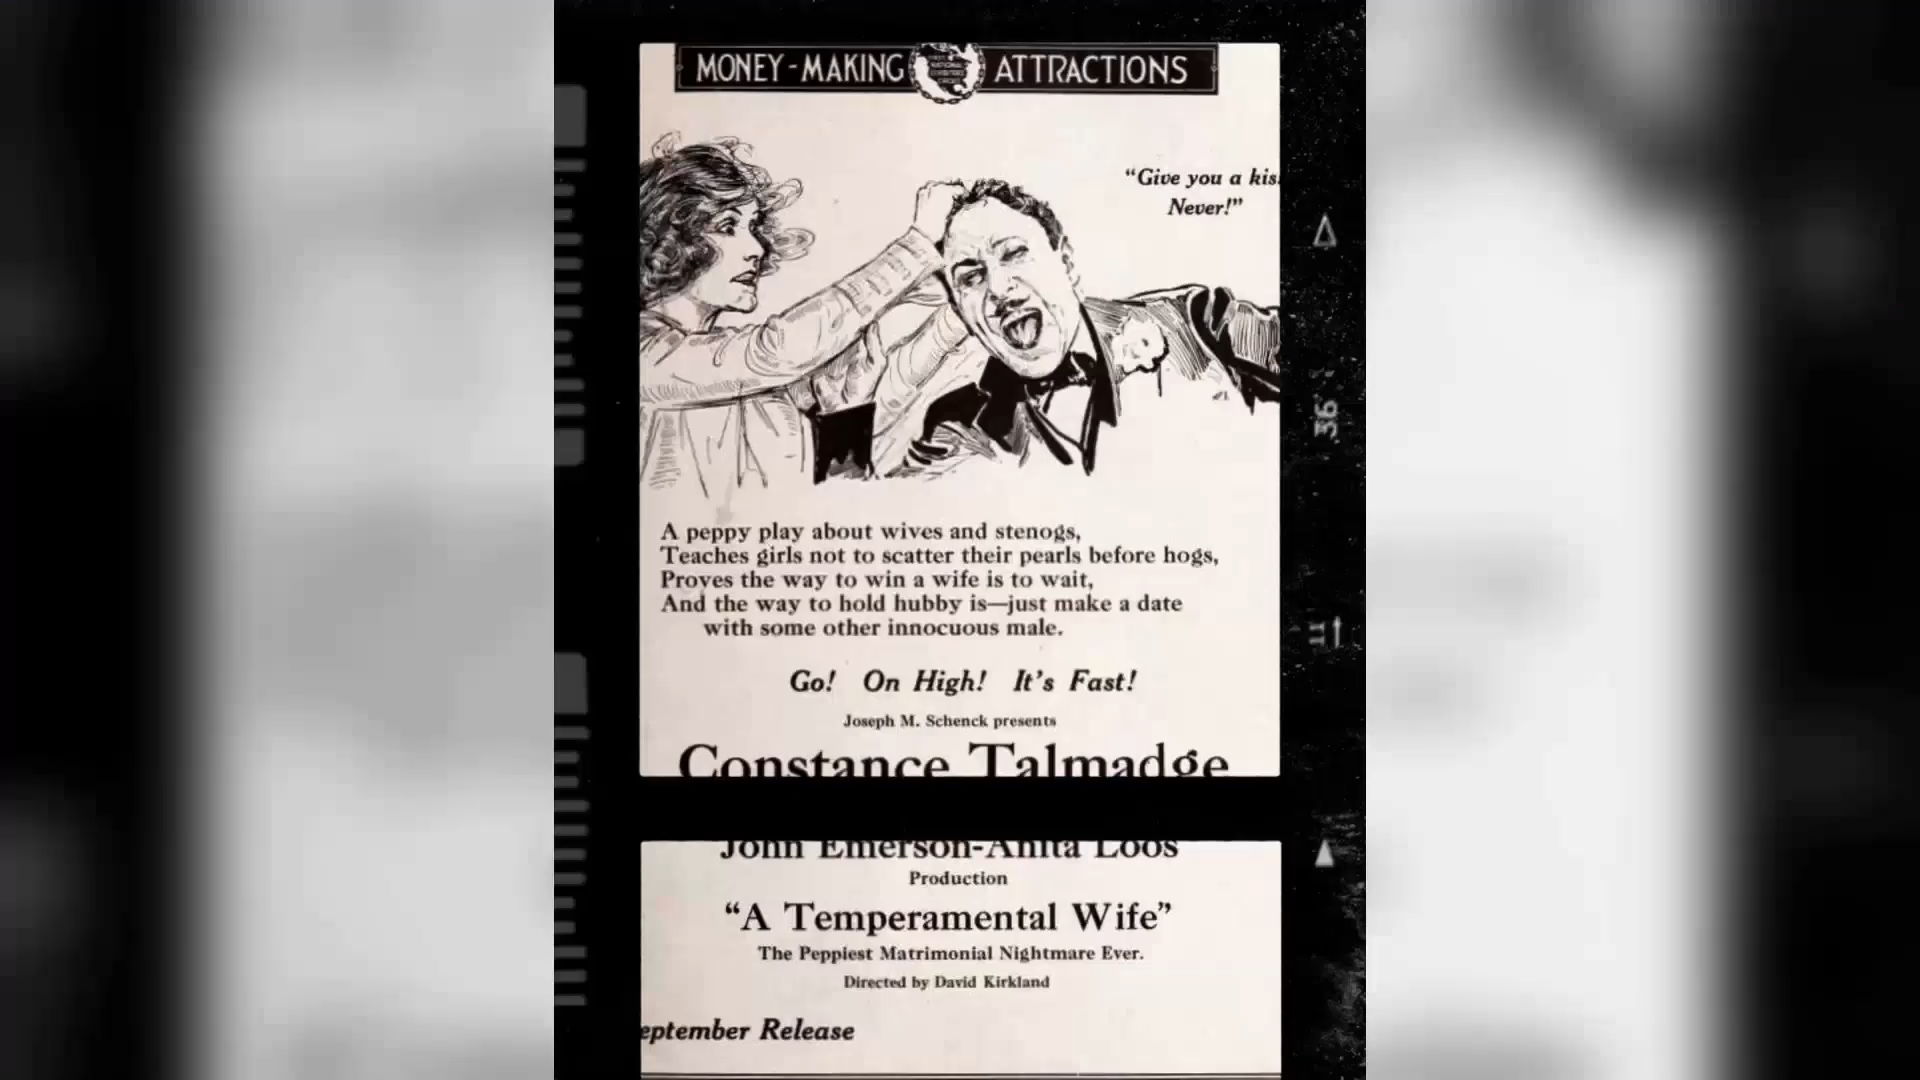 MONEY-MAKING ATTRACTIONS
"Give you a kis
Never!"
A peppy play about wives and stenogs,
Teaches girls not to scatter their pearls before hogs,
Proves the way to win a wife is to wait,
And the way to hold hubby is—just make a date
with some other innocuous male.
Go! On High! It's Fast!
Joseph M. Schenck presents
Constance Talmadge
John Emerson-Anita Loos
Production
"A Temperamental Wife"
The Peppiest Matrimonial Nightmare Ever.
Directed by David Kirkland
eptember Release
36